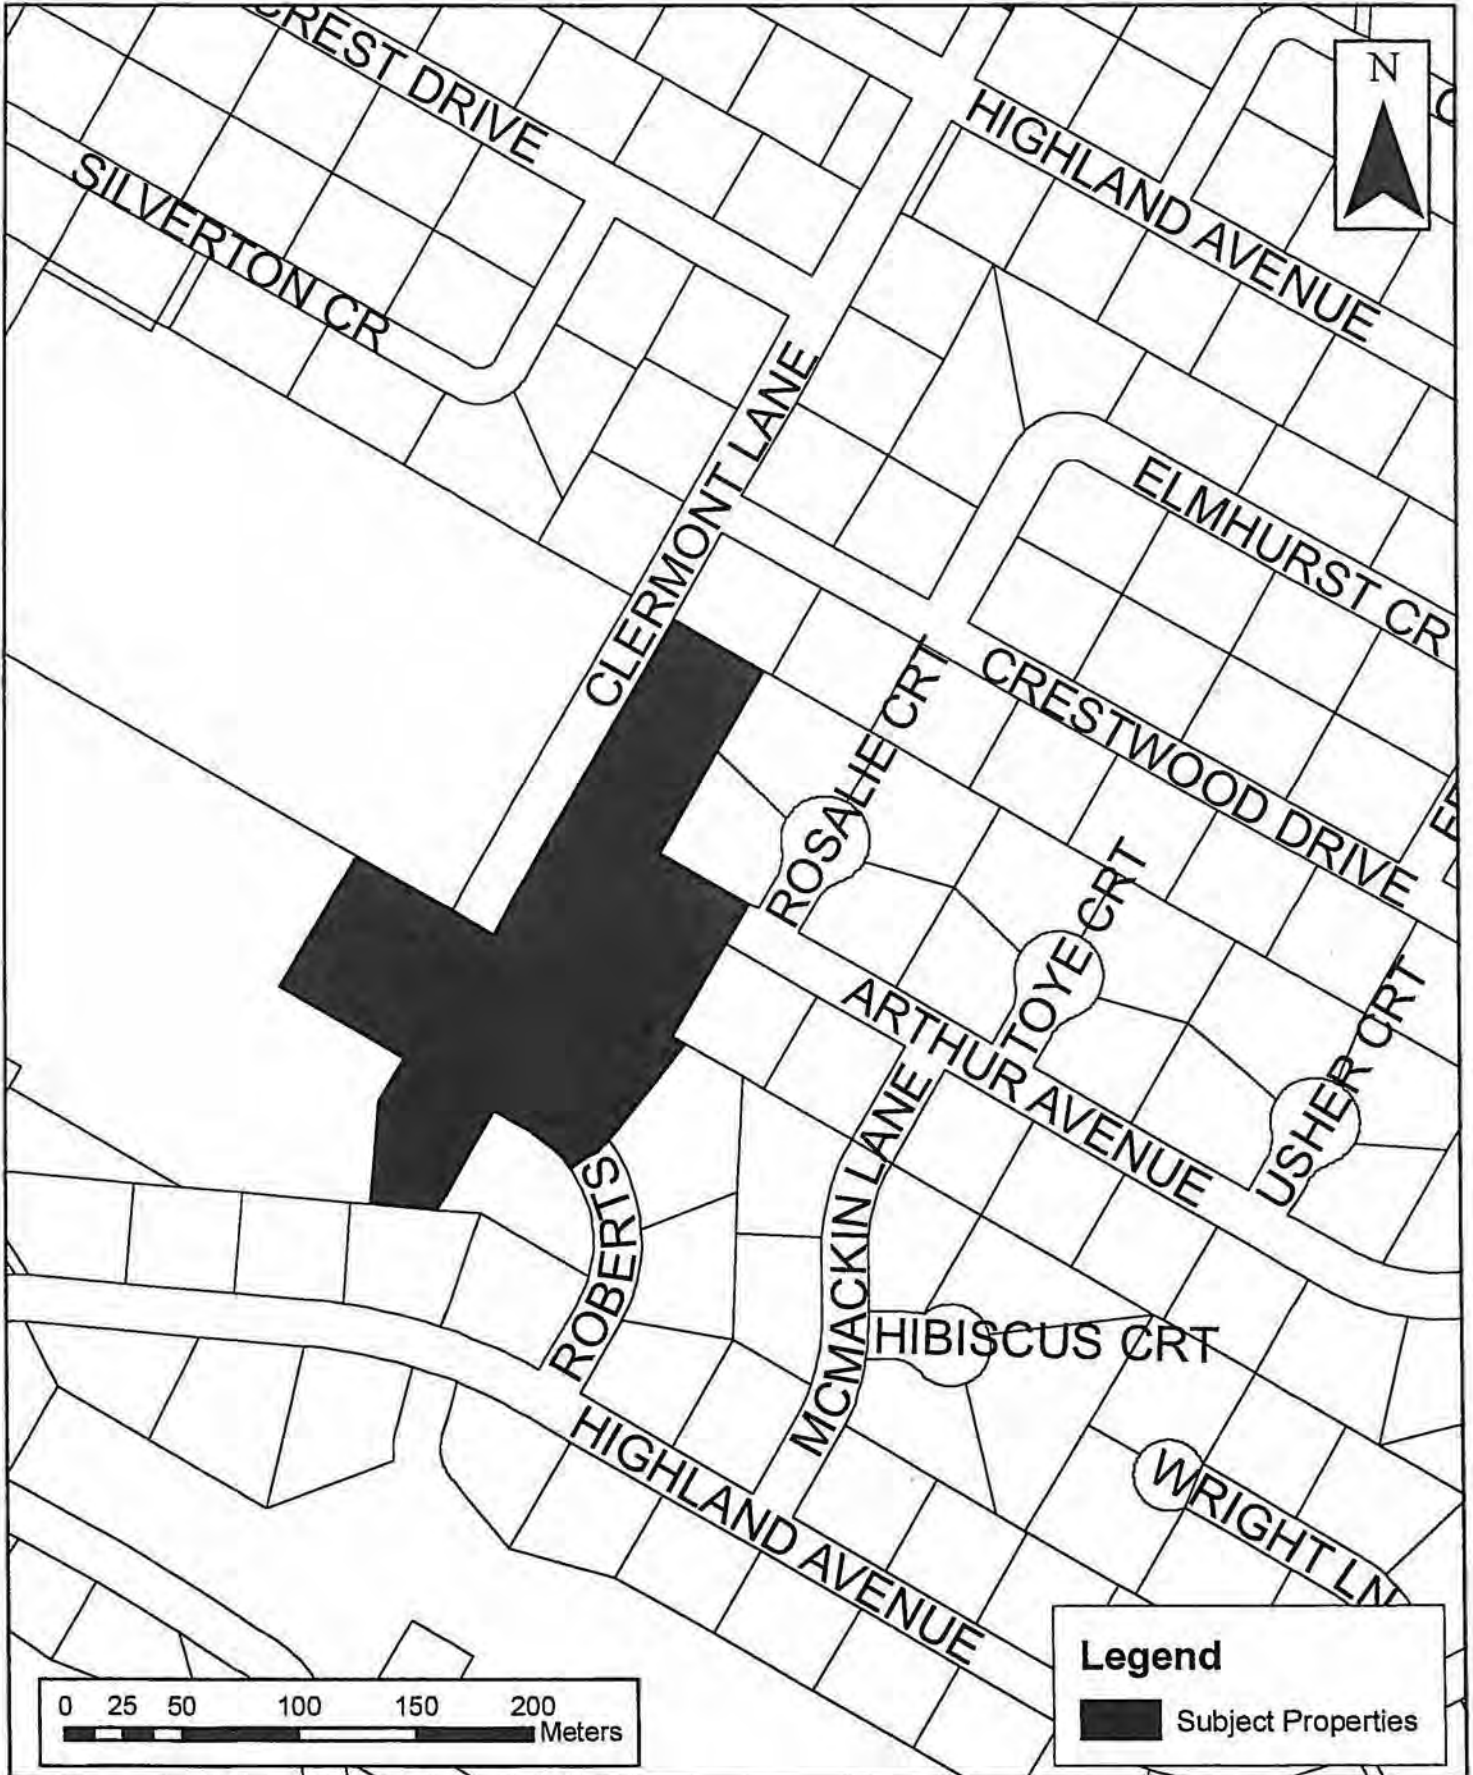 CREST DRIVE
N
HIGHLAND AVENUE
SILVERTON CR
CLERMONT LANE
ELMHURST CR
ROSALIE CRT
CRESTWOOD DRIVE
TOYE CRT
ARTHUR AVENUE
USHER CRT
MCMACKIN LANE
ROBERTS
HIBISCUS CRT
HIGHLAND AVENUE
WRIGHT LN
Legend
Subject Properties
0 25 50 100 150 200
Meters